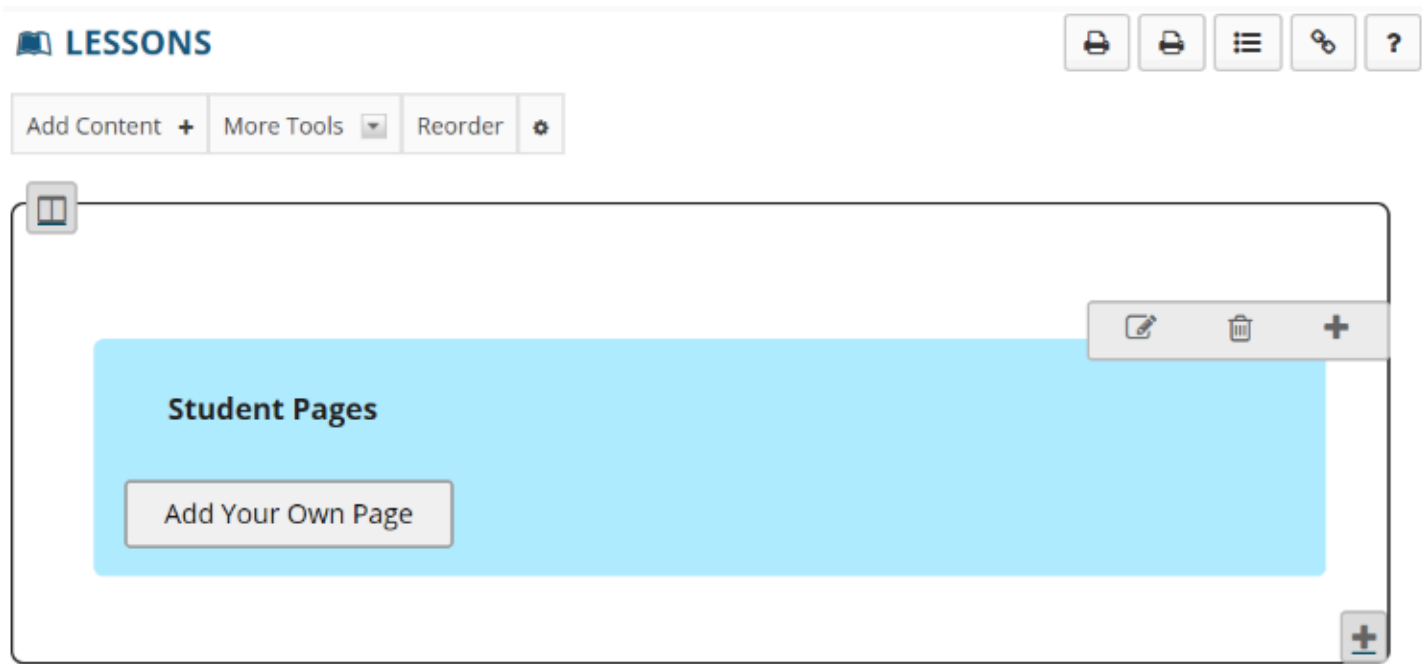 LESSONS
?
Add Content + More Tools Reorder
Student Pages
Add Your Own Page